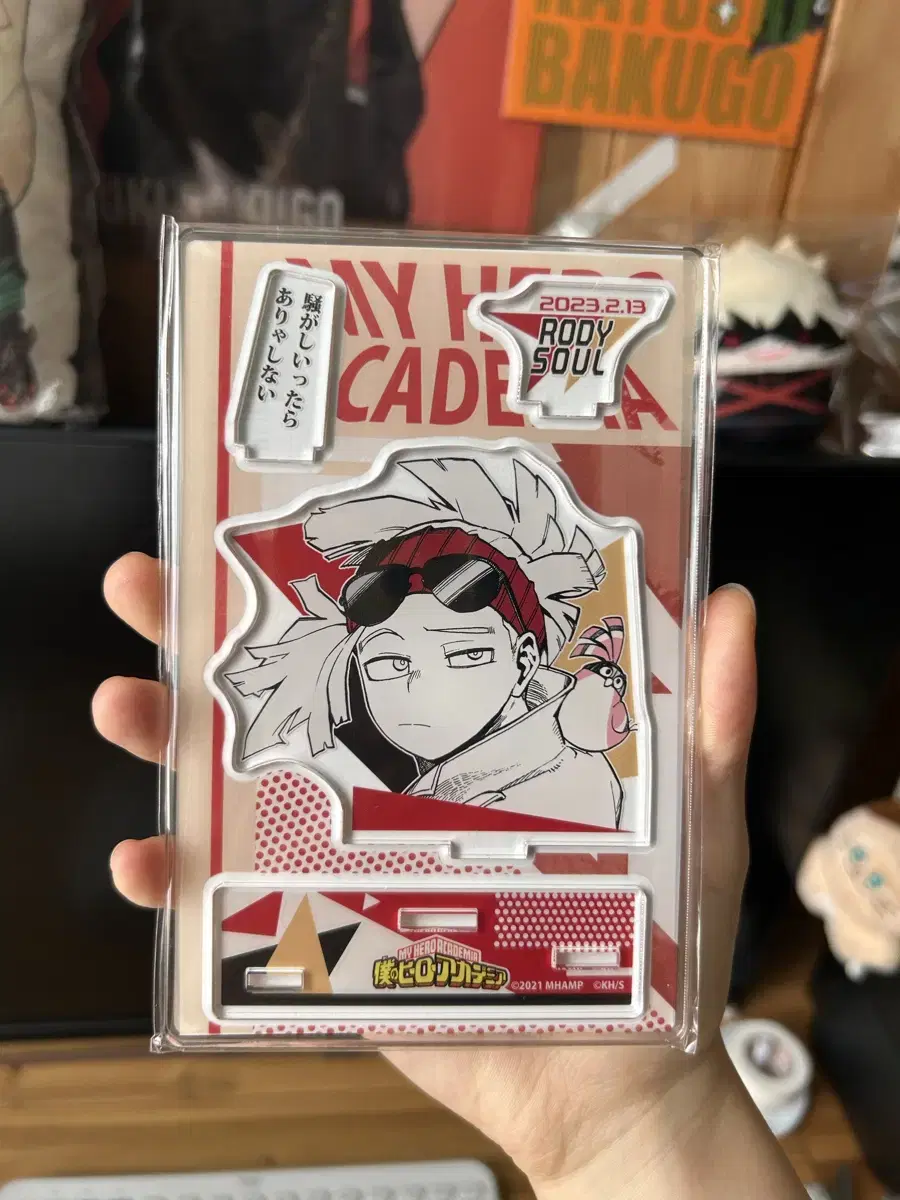 KATSUKI
BAKUGO
MY HERO
ACADEMIA
騒がしいったら
ありゃしない
2023.2.13
RODY
SOUL
MY HERO ACADEMIA
僕のヒーローアカデミア
©2021 MHAMP ©KH/S